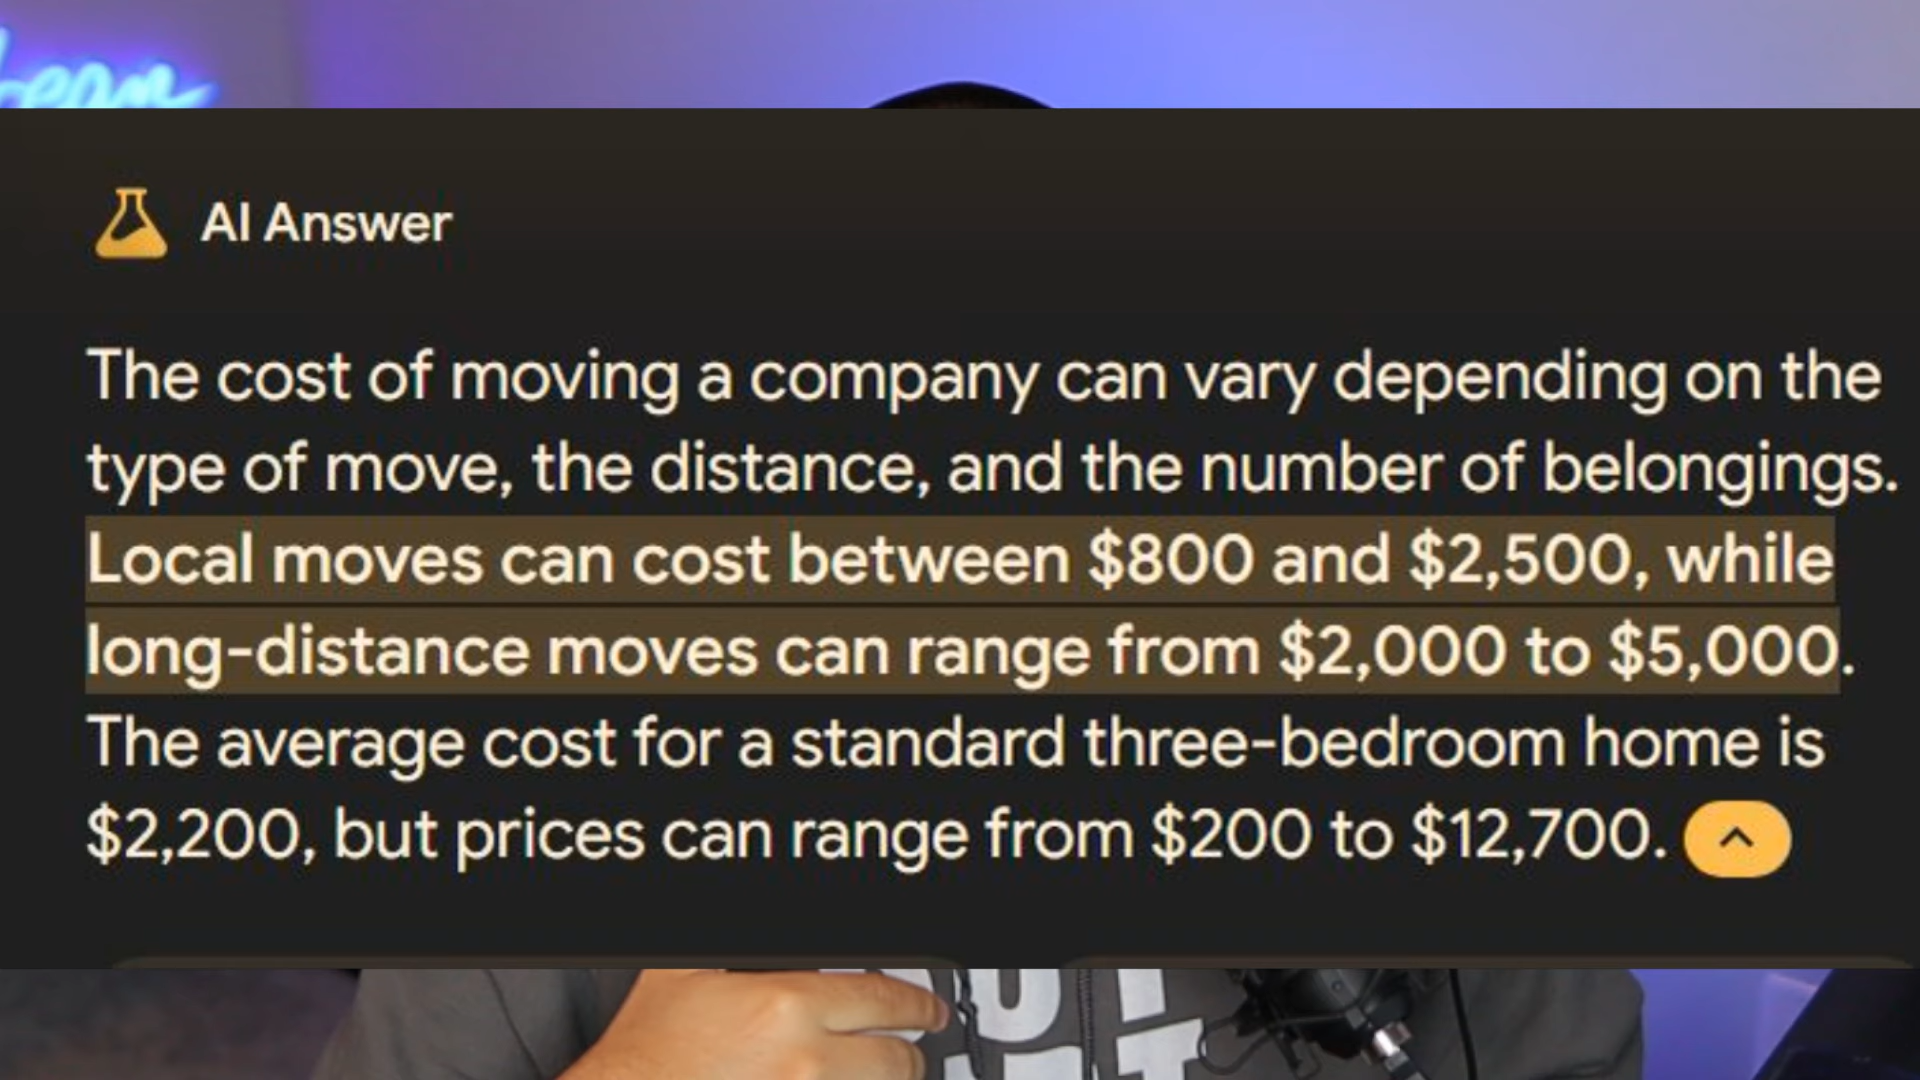 AI Answer
The cost of moving a company can vary depending on the
type of move, the distance, and the number of belongings.
Local moves can cost between $800 and $2,500, while
long-distance moves can range from $2,000 to $5,000.
The average cost for a standard three-bedroom home is
$2,200, but prices can range from $200 to $12,700.